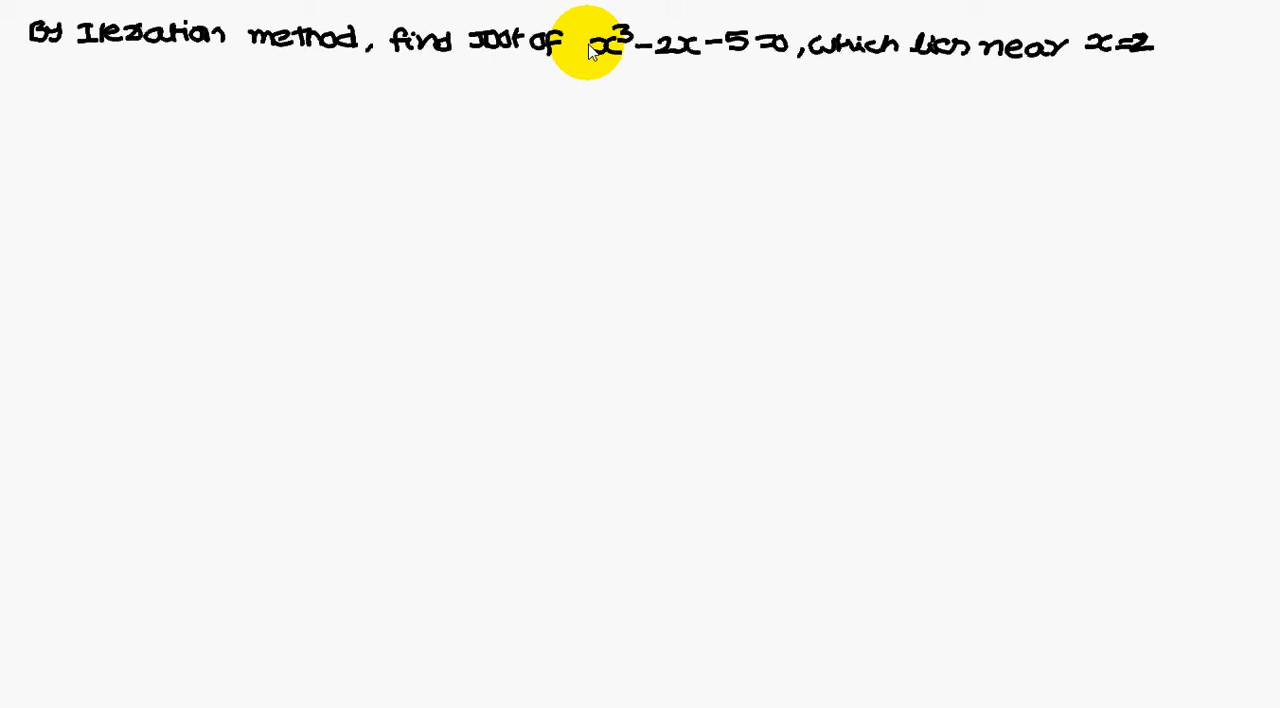 By Iteration method, find root of x³-2x-5=0, which lies near x=2